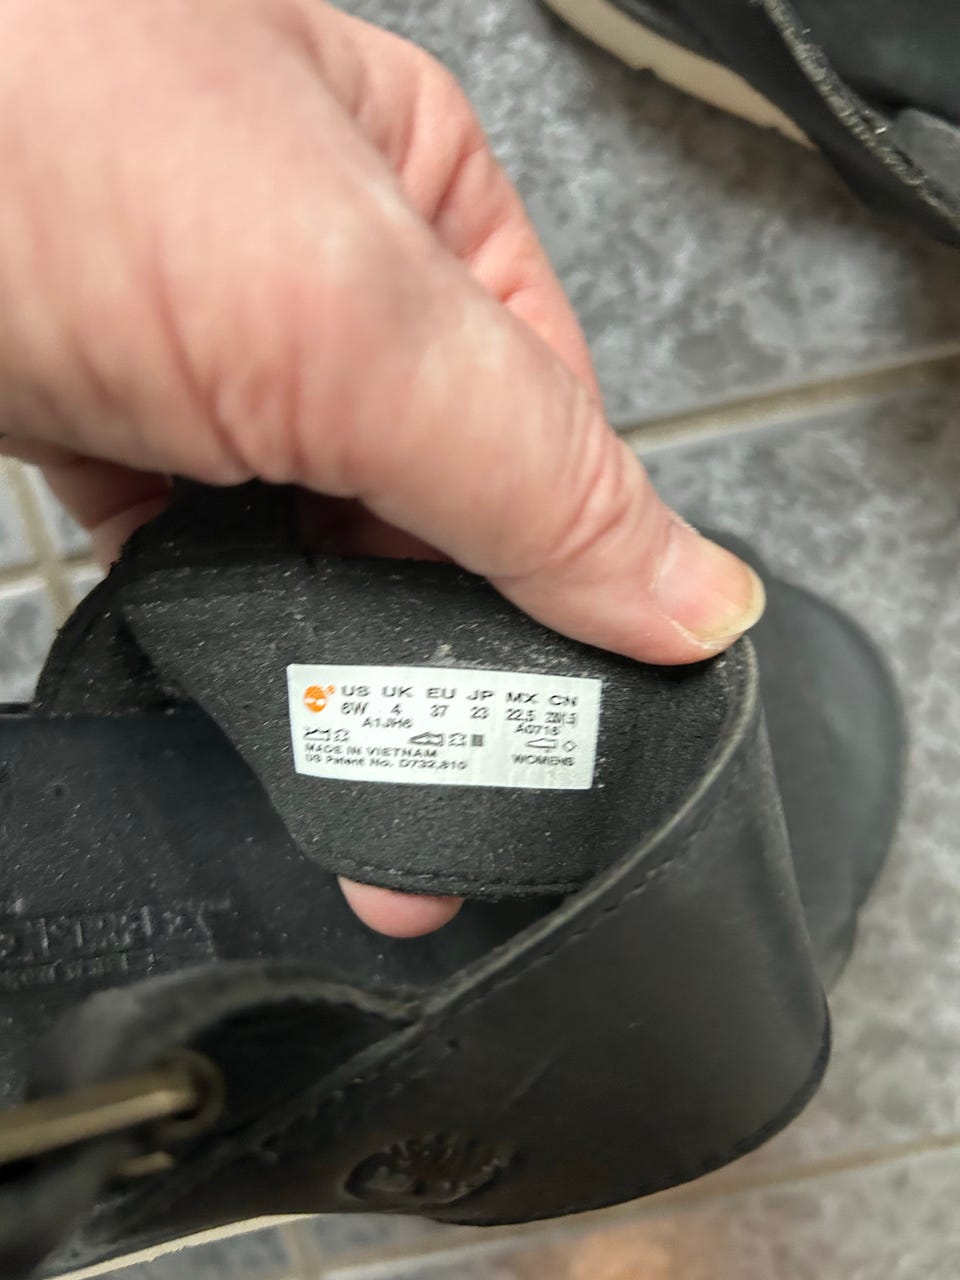 US UK EU JP MX CN
6W 4 37 23 22.5
A1JH6 A0716
MADE IN VIETNAM WOMENS
US Patent No. D732,810